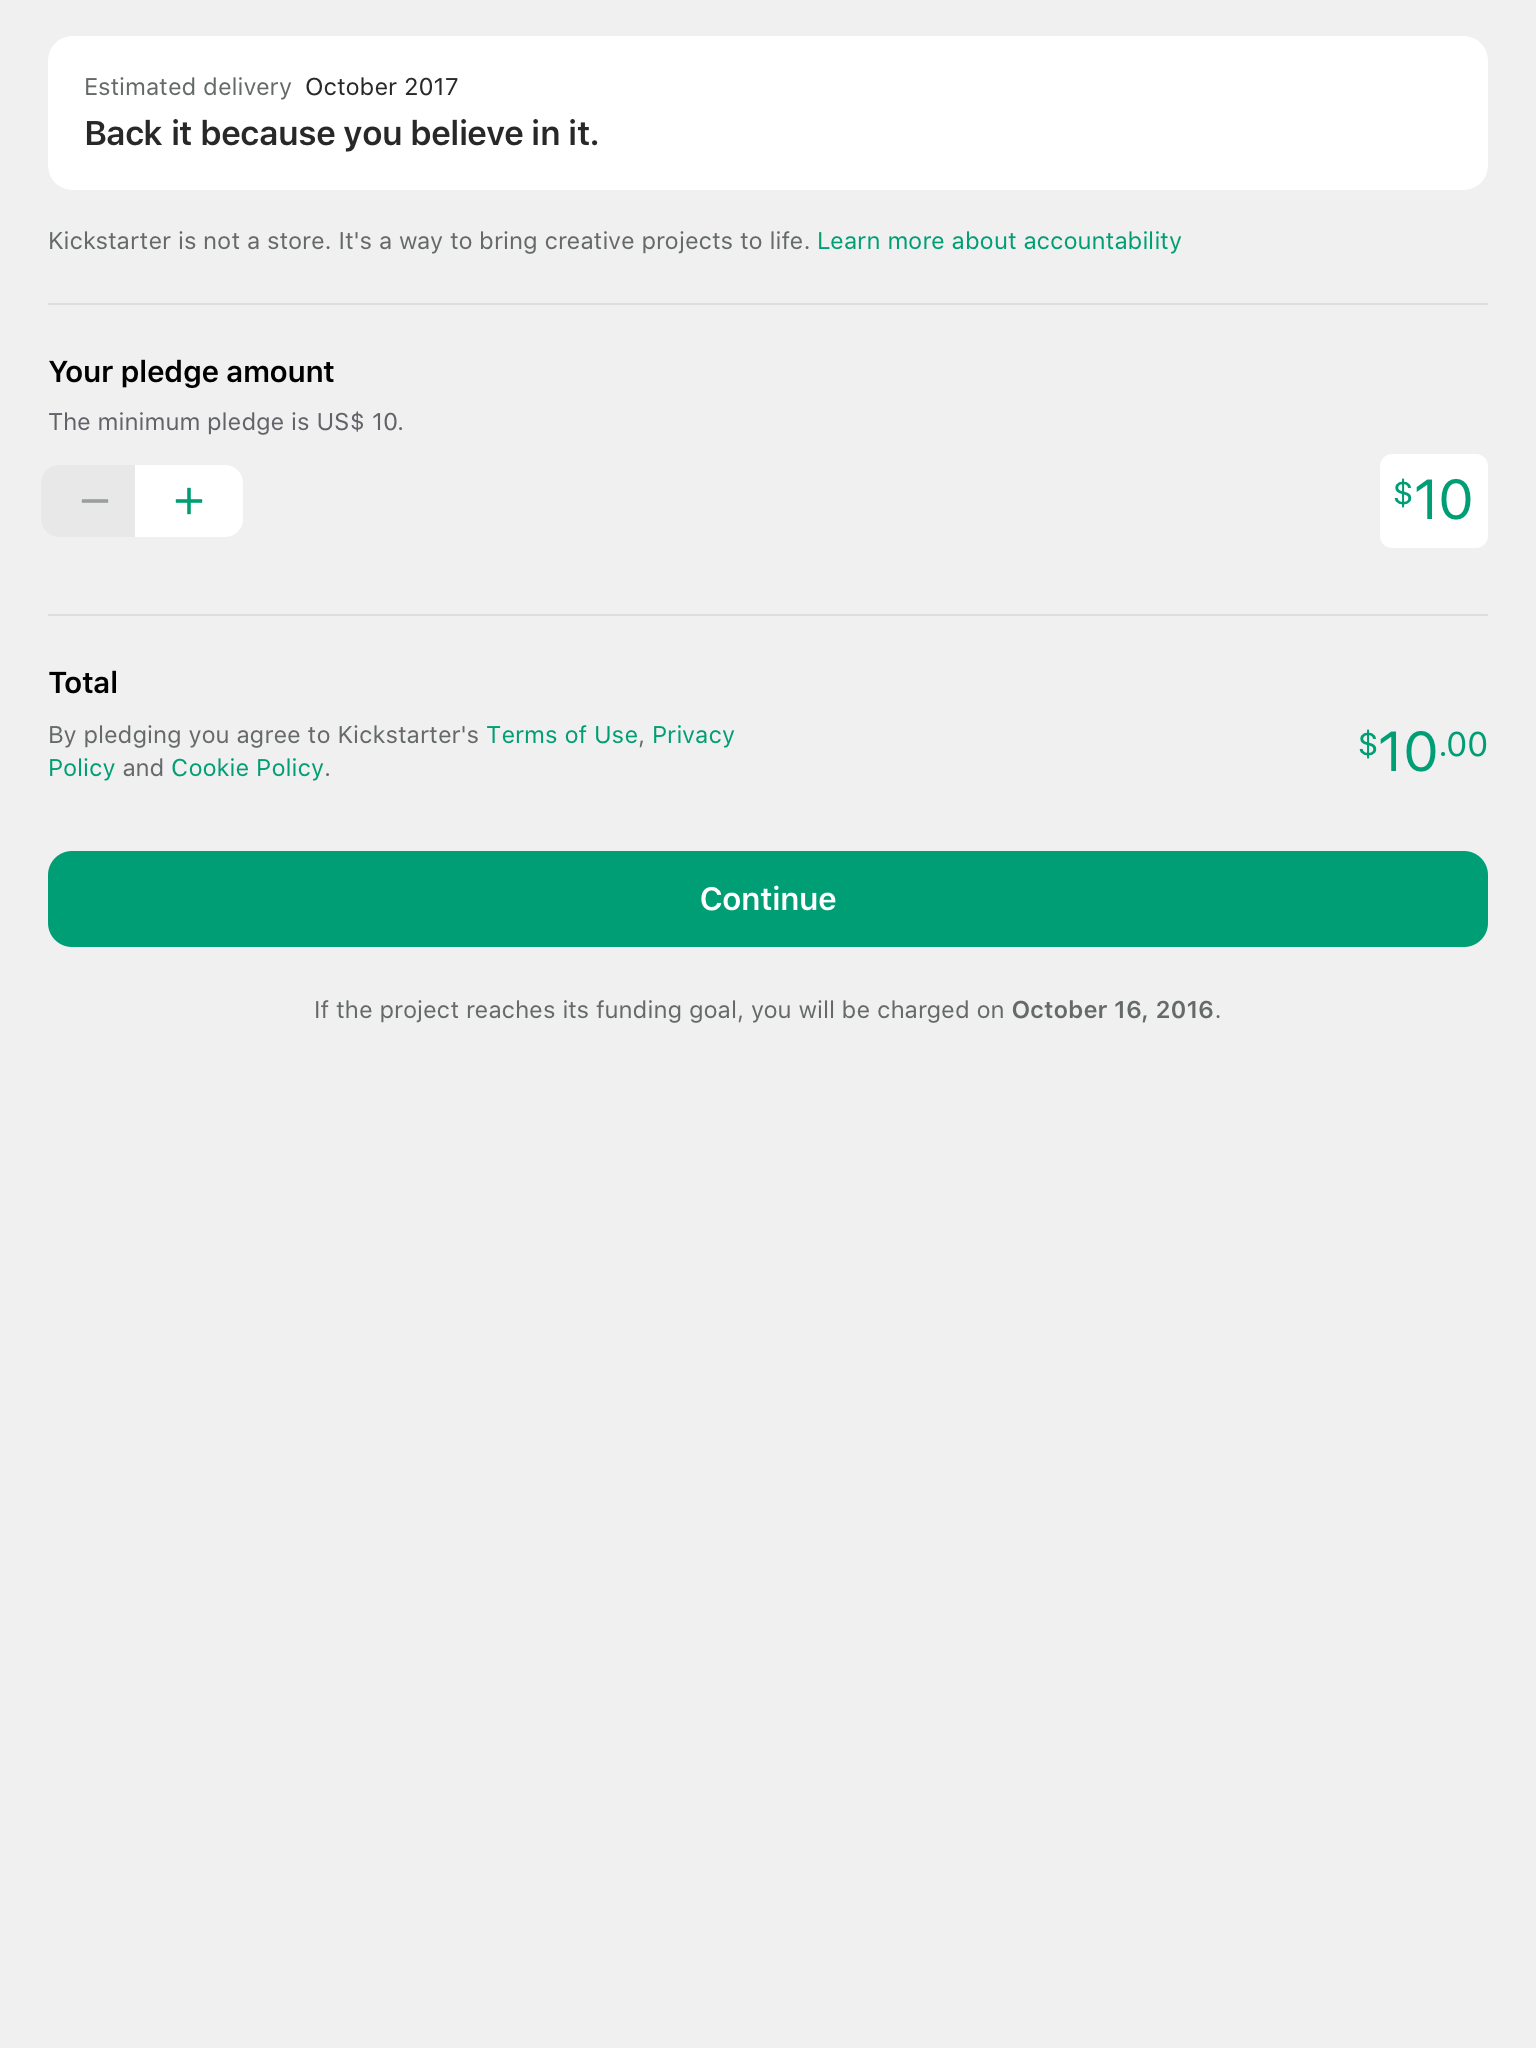 Estimated delivery October 2017
Back it because you believe in it.
Kickstarter is not a store. It's a way to bring creative projects to life. Learn more about accountability
Your pledge amount
The minimum pledge is US$ 10.
− +
$10
Total
By pledging you agree to Kickstarter's Terms of Use, Privacy
Policy and Cookie Policy.
$10.00
Continue
If the project reaches its funding goal, you will be charged on October 16, 2016.